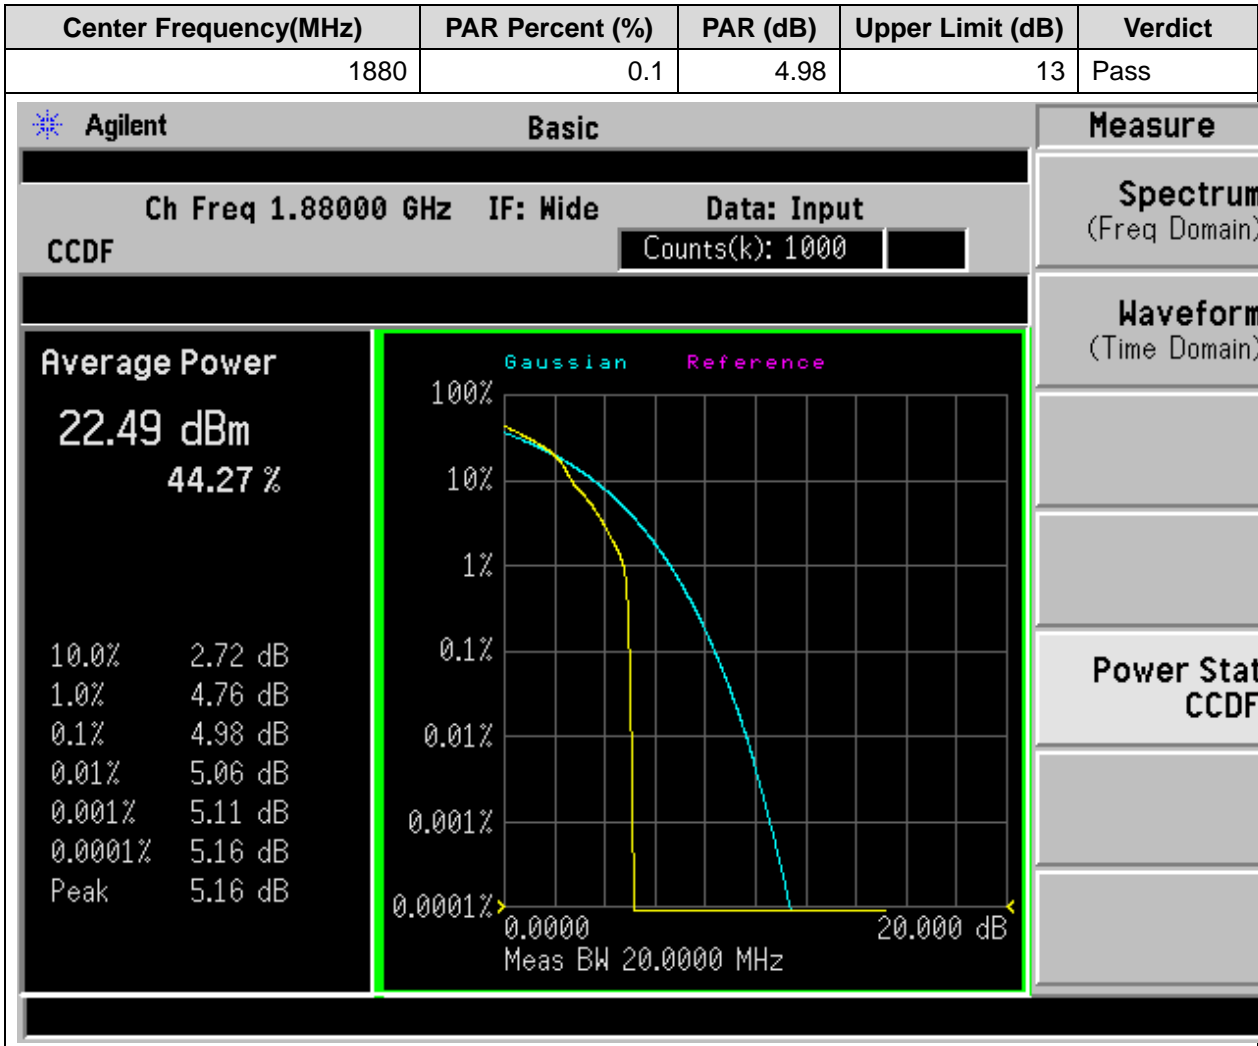 Center Frequency(MHz) PAR Percent (%) PAR (dB) Upper Limit (dB) Verdict
1880 0.1 4.98 13 Pass
Agilent Basic Measure
Ch Freq 1.88000 GHz IF: Wide Data: Input
CCDF Counts(k): 1000
Spectrum
(Freq Domain)
Waveform
(Time Domain)
Power Stat
CCDF
Average Power
22.49 dBm
44.27 %
10.0% 2.72 dB
1.0% 4.76 dB
0.1% 4.98 dB
0.01% 5.06 dB
0.001% 5.11 dB
0.0001% 5.16 dB
Peak 5.16 dB
Gaussian Reference
100%
10%
1%
0.1%
0.01%
0.001%
0.0001%
0.0000 20.000 dB
Meas BW 20.0000 MHz